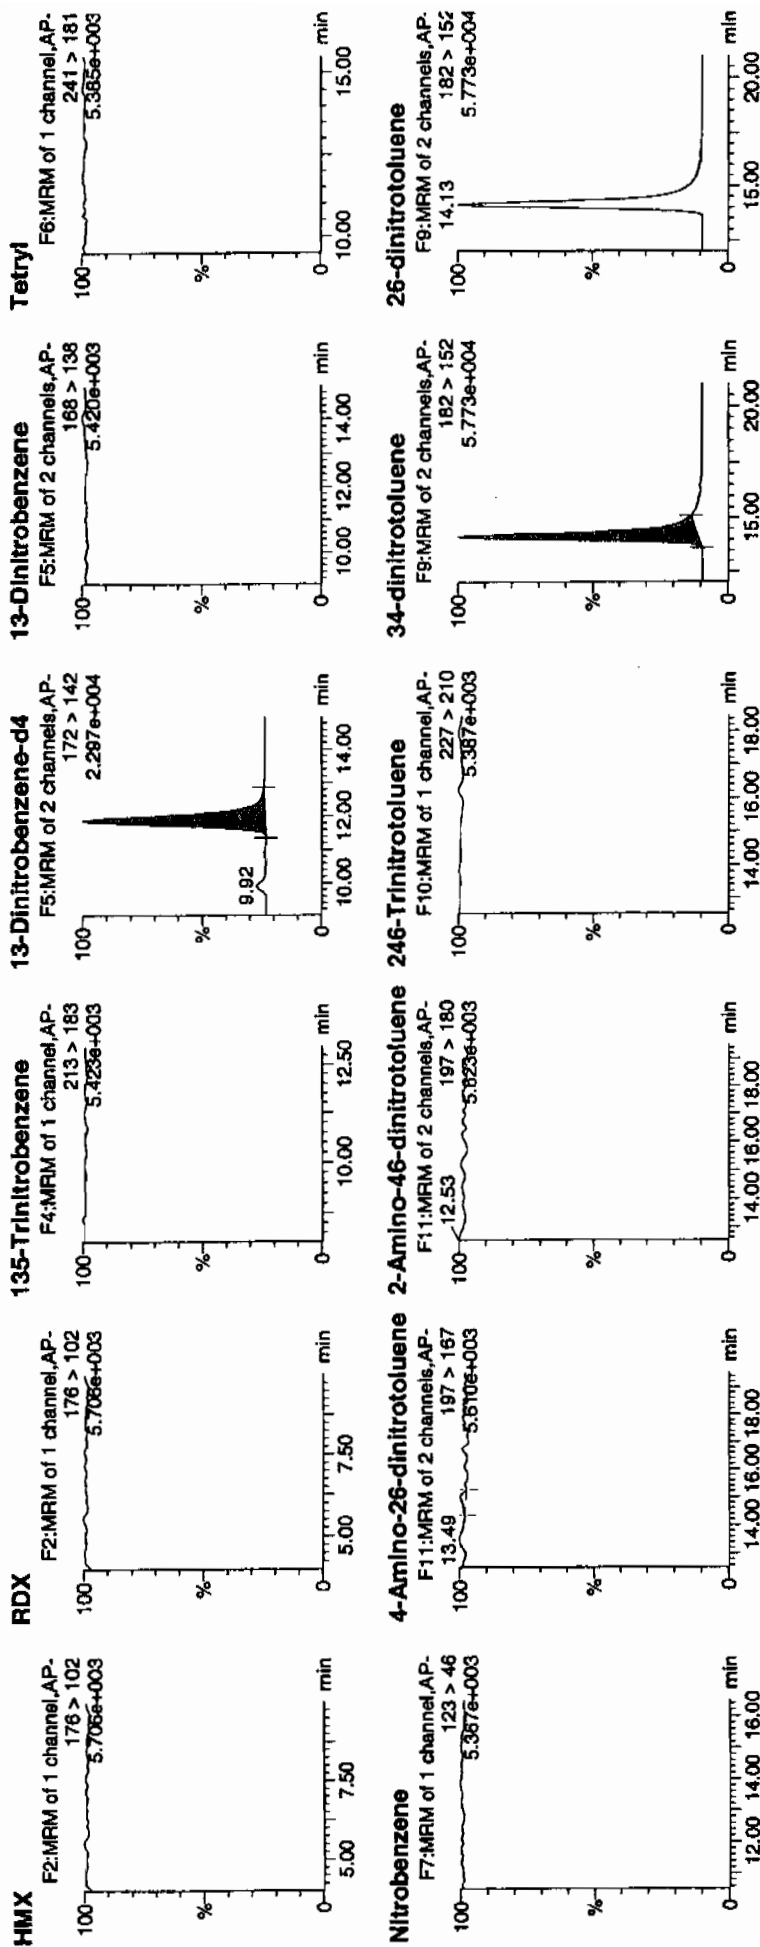 HMX
F2:MRM of 1 channel,AP-
176 > 102
5.706e+003
100
%
0
5.00
7.50
min
RDX
F2:MRM of 1 channel,AP-
176 > 102
5.706e+003
100
%
0
5.00
7.50
min
135-Trinitrobenzene
F4:MRM of 1 channel,AP-
213 > 183
5.423e+003
100
%
0
10.00
12.50
min
13-Dinitrobenzene-d4
F5:MRM of 2 channels,AP-
172 > 142
2.297e+004
100
9.92
%
0
10.00
12.00
14.00
min
13-Dinitrobenzene
F5:MRM of 2 channels,AP-
168 > 138
5.420e+003
100
%
0
10.00
12.00
14.00
min
Tetryl
F6:MRM of 1 channel,AP-
241 > 181
5.385e+003
100
%
0
10.00
15.00
min
Nitrobenzene
F7:MRM of 1 channel,AP-
123 > 46
5.367e+003
100
%
0
12.00
14.00
16.00
min
4-Amino-26-dinitrotoluene
F11:MRM of 2 channels,AP-
13.49
197 > 167
5.610e+003
100
%
0
14.00
16.00
18.00
min
2-Amino-46-dinitrotoluene
F11:MRM of 2 channels,AP-
12.53
197 > 180
5.623e+003
100
%
0
14.00
16.00
18.00
min
246-Trinitrotoluene
F10:MRM of 1 channel,AP-
227 > 210
5.387e+003
100
%
0
14.00
16.00
18.00
min
34-dinitrotoluene
F9:MRM of 2 channels,AP-
182 > 152
5.773e+004
100
%
0
15.00
20.00
min
26-dinitrotoluene
F9:MRM of 2 channels,AP-
14.13
182 > 152
5.773e+004
100
%
0
15.00
20.00
min